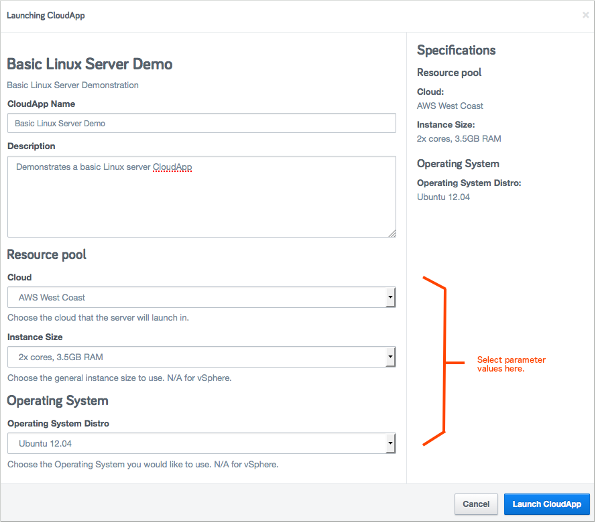 Launching CloudApp
×
Basic Linux Server Demo
Basic Linux Server Demonstration
CloudApp Name
Basic Linux Server Demo
Description
Demonstrates a basic Linux server CloudApp
Resource pool
Cloud
AWS West Coast
Choose the cloud that the server will launch in.
Instance Size
2x cores, 3.5GB RAM
Choose the general instance size to use. N/A for vSphere.
Operating System
Operating System Distro
Ubuntu 12.04
Choose the Operating System you would like to use. N/A for vSphere.
Specifications
Resource pool
Cloud:
AWS West Coast
Instance Size:
2x cores, 3.5GB RAM
Operating System
Operating System Distro:
Ubuntu 12.04
Select parameter
values here.
Cancel
Launch CloudApp